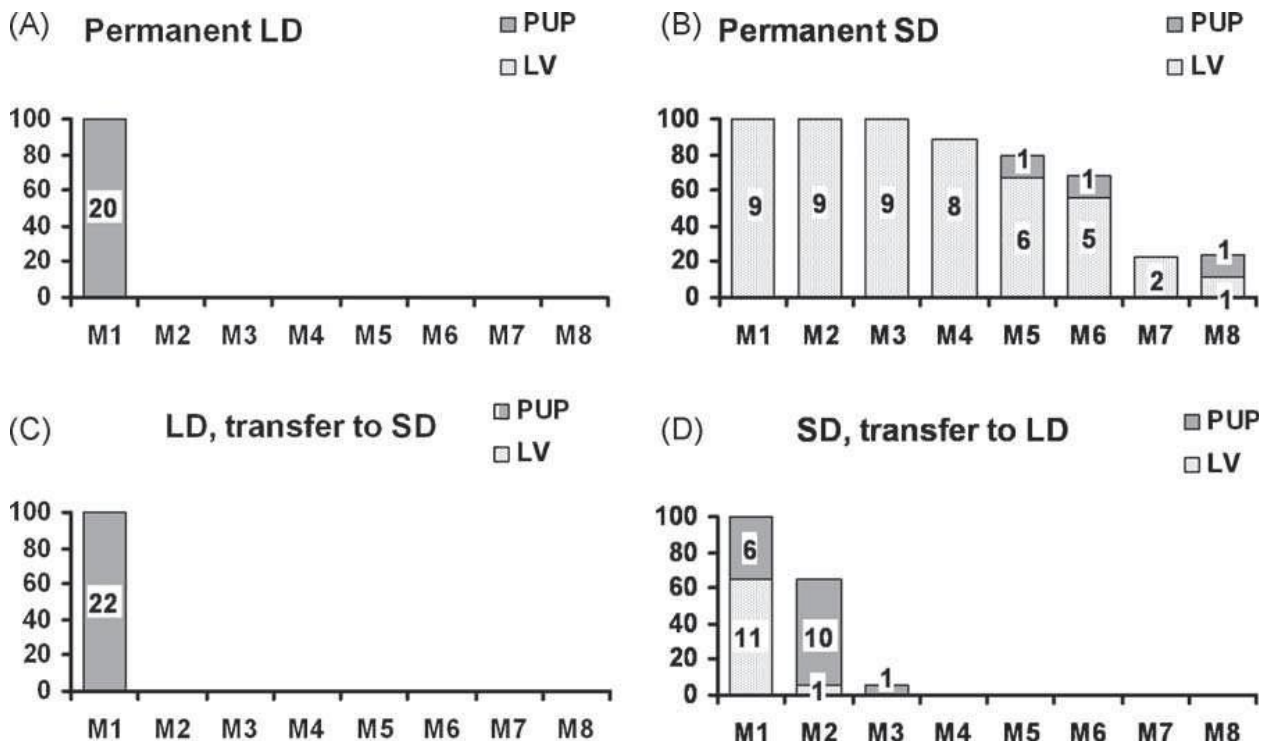 (A) Permanent LD
PUP
LV
100
80
60
40
20
0
20
M1 M2 M3 M4 M5 M6 M7 M8
(B) Permanent SD
PUP
LV
100
80
60
40
20
0
9 9 9 8 1 6 1 5 2 1 1
M1 M2 M3 M4 M5 M6 M7 M8
(C) LD, transfer to SD
PUP
LV
100
80
60
40
20
0
22
M1 M2 M3 M4 M5 M6 M7 M8
(D) SD, transfer to LD
PUP
LV
100
80
60
40
20
0
6 11 10 1 1
M1 M2 M3 M4 M5 M6 M7 M8